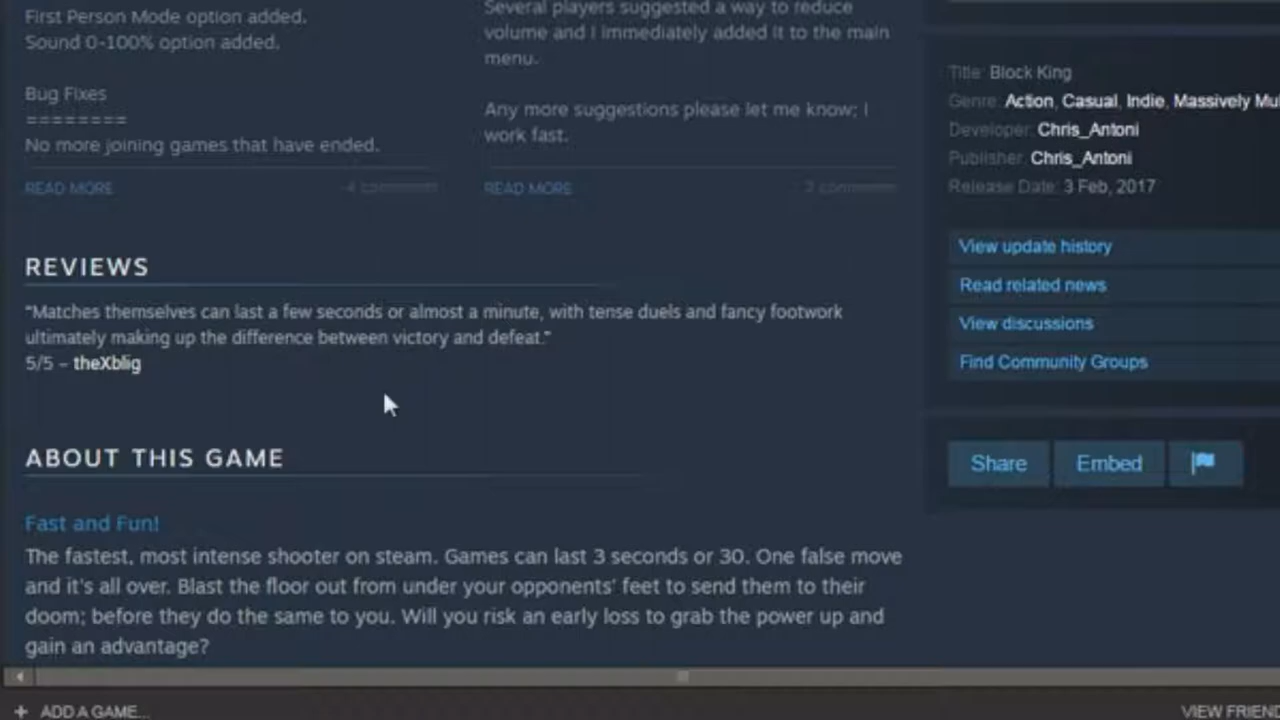 First Person Mode option added.
Sound 0-100% option added.
Bug Fixes
========
No more joining games that have ended.
READ MORE
4 comments
Several players suggested a way to reduce
volume and I immediately added it to the main
menu.
Any more suggestions please let me know; I
work fast.
READ MORE
REVIEWS
“Matches themselves can last a few seconds or almost a minute, with tense duels and fancy footwork
ultimately making up the difference between victory and defeat.”
5/5 – theXblig
ABOUT THIS GAME
Fast and Fun!
The fastest, most intense shooter on steam. Games can last 3 seconds or 30. One false move
and it's all over. Blast the floor out from under your opponents' feet to send them to their
doom; before they do the same to you. Will you risk an early loss to grab the power up and
gain an advantage?
Title: Block King
Genre: Action, Casual, Indie, Massively Mul
Developer: Chris_Antoni
Publisher: Chris_Antoni
Release Date: 3 Feb, 2017
View update history
Read related news
View discussions
Find Community Groups
Share
Embed
+ ADD A GAME...
VIEW FRIEND